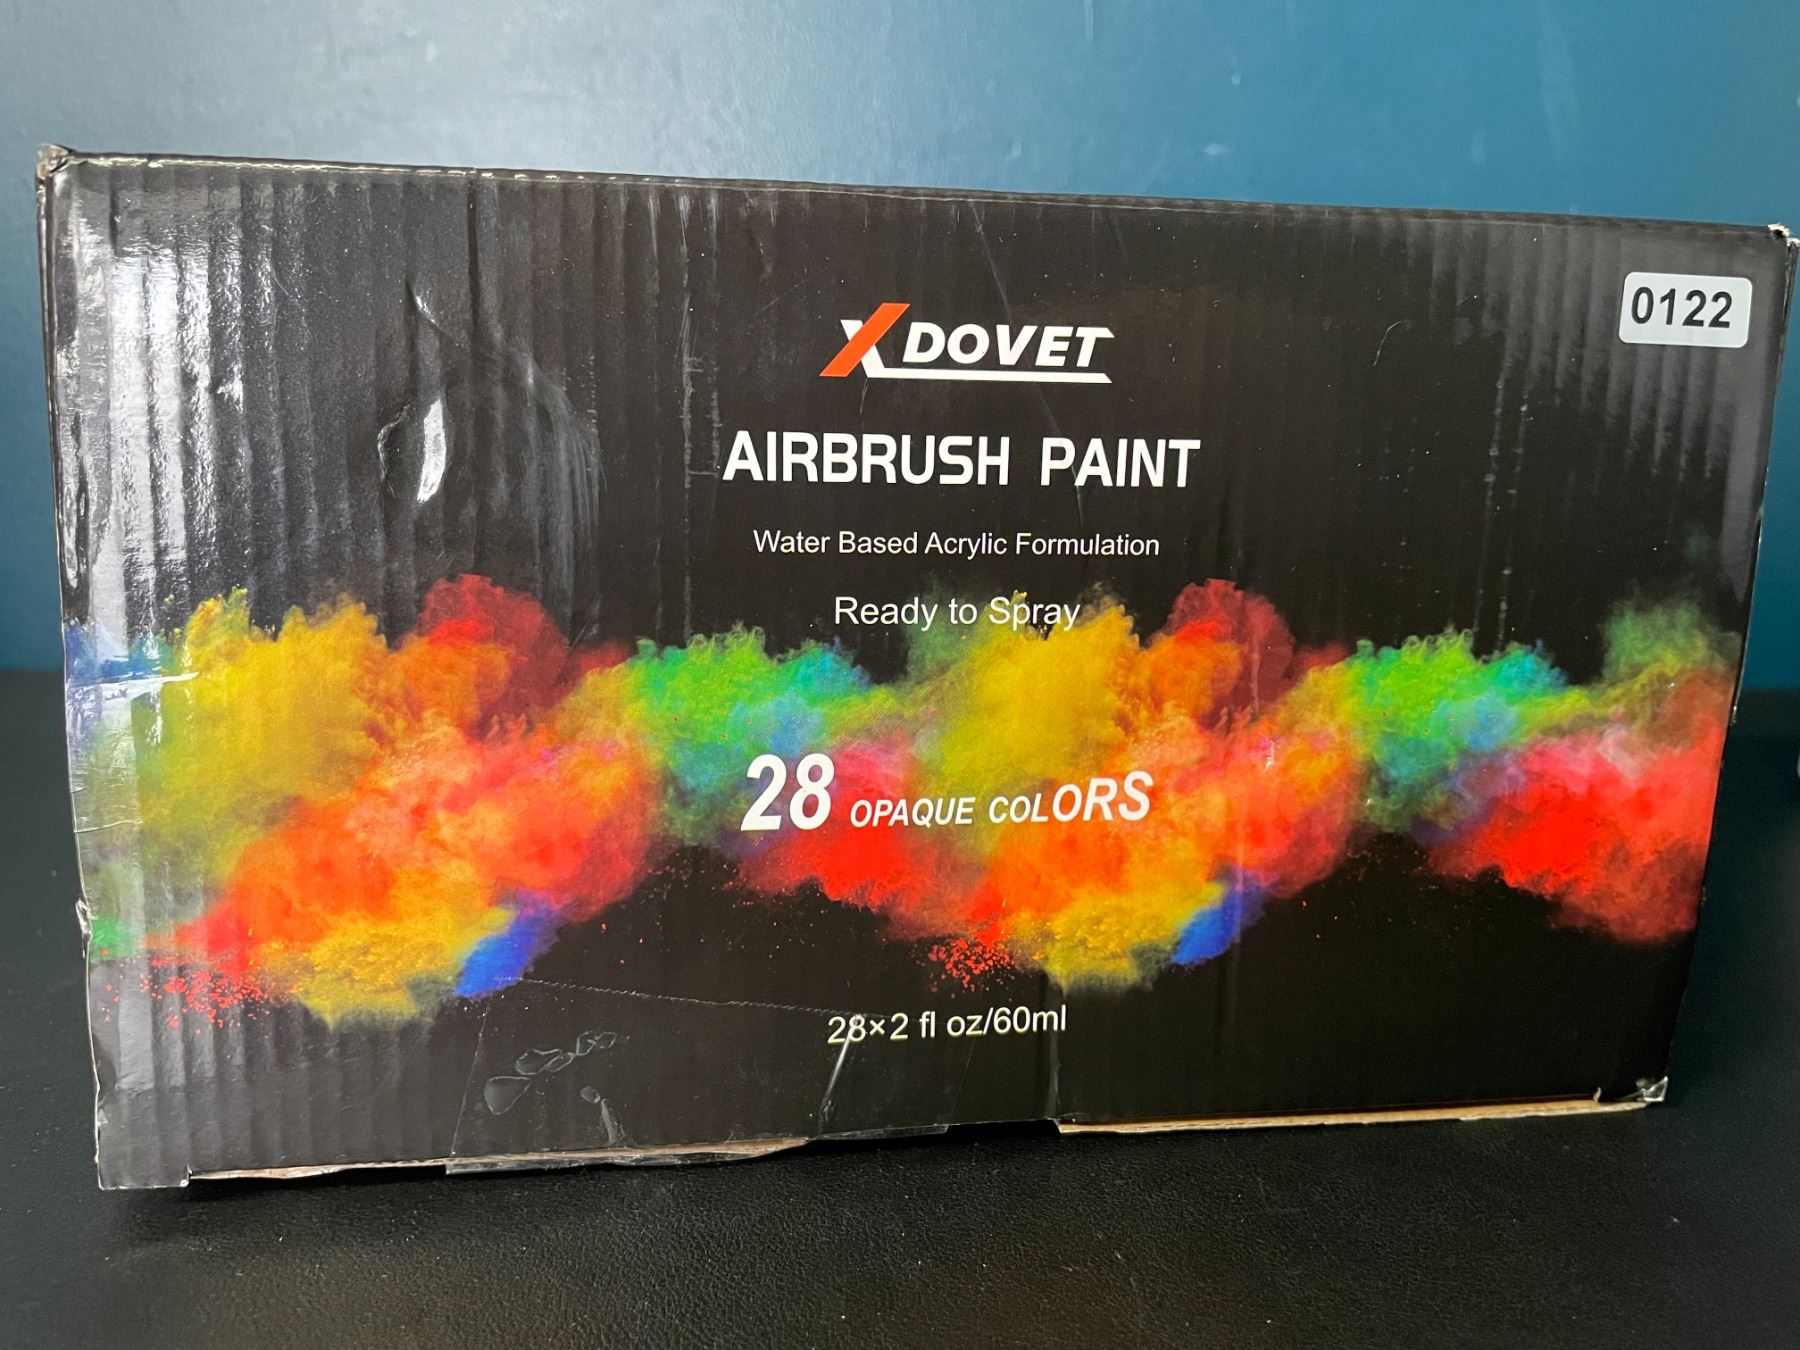 XDOVET
0122
AIRBRUSH PAINT
Water Based Acrylic Formulation
Ready to Spray
28 OPAQUE COLORS
28×2 fl oz/60ml